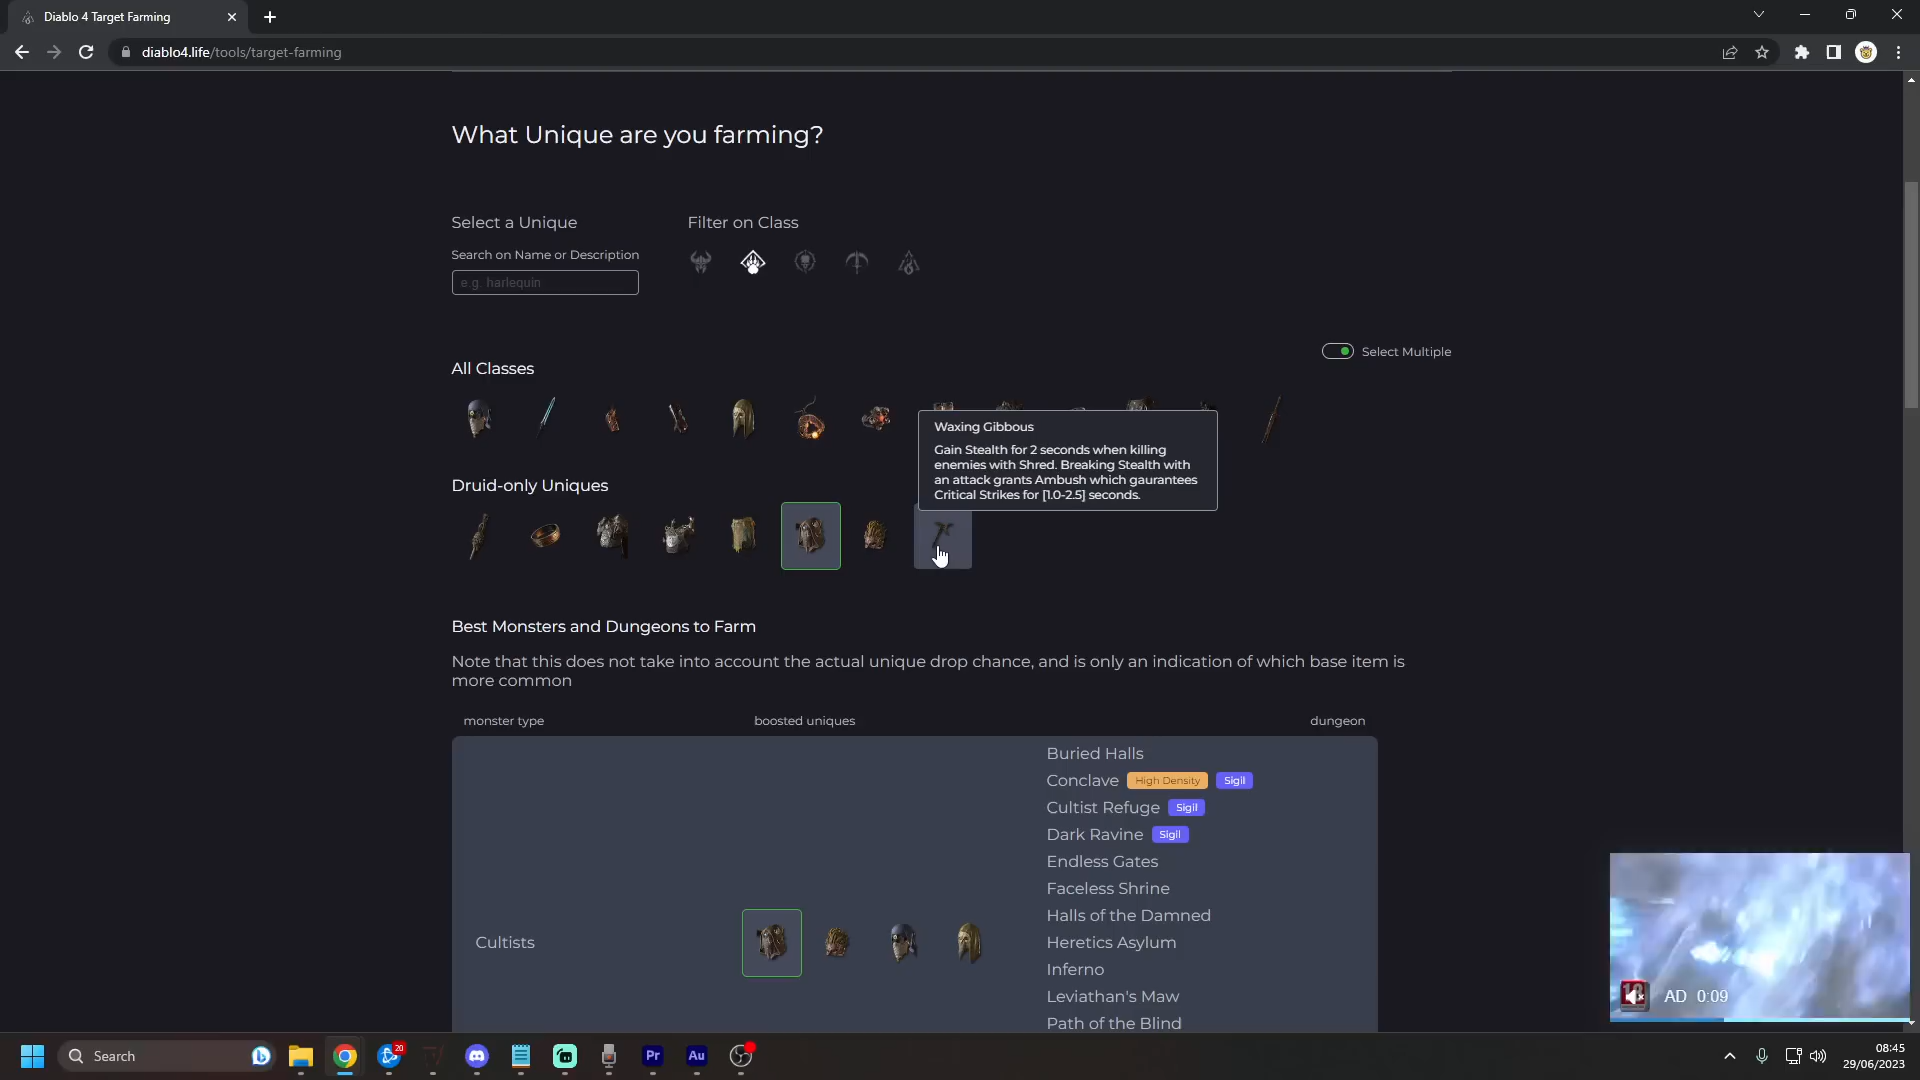 Diablo 4 Target Farming
diablo4.life/tools/target-farming
What Unique are you farming?
Select a Unique
Filter on Class
Search on Name or Description
e.g. harlequin
Select Multiple
All Classes
Waxing Gibbous
Gain Stealth for 2 seconds when killing
enemies with Shred. Breaking Stealth with
an attack grants Ambush which gaurantees
Critical Strikes for [1.0-2.5] seconds.
Druid-only Uniques
Best Monsters and Dungeons to Farm
Note that this does not take into account the actual unique drop chance, and is only an indication of which base item is
more common
monster type
boosted uniques
dungeon
Buried Halls
Conclave High Density Sigil
Cultist Refuge Sigil
Dark Ravine Sigil
Endless Gates
Faceless Shrine
Halls of the Damned
Cultists
Heretics Asylum
Inferno
Leviathan's Maw
Path of the Blind
AD 0:09
Search
20
Pr
Au
08:45
29/06/2023